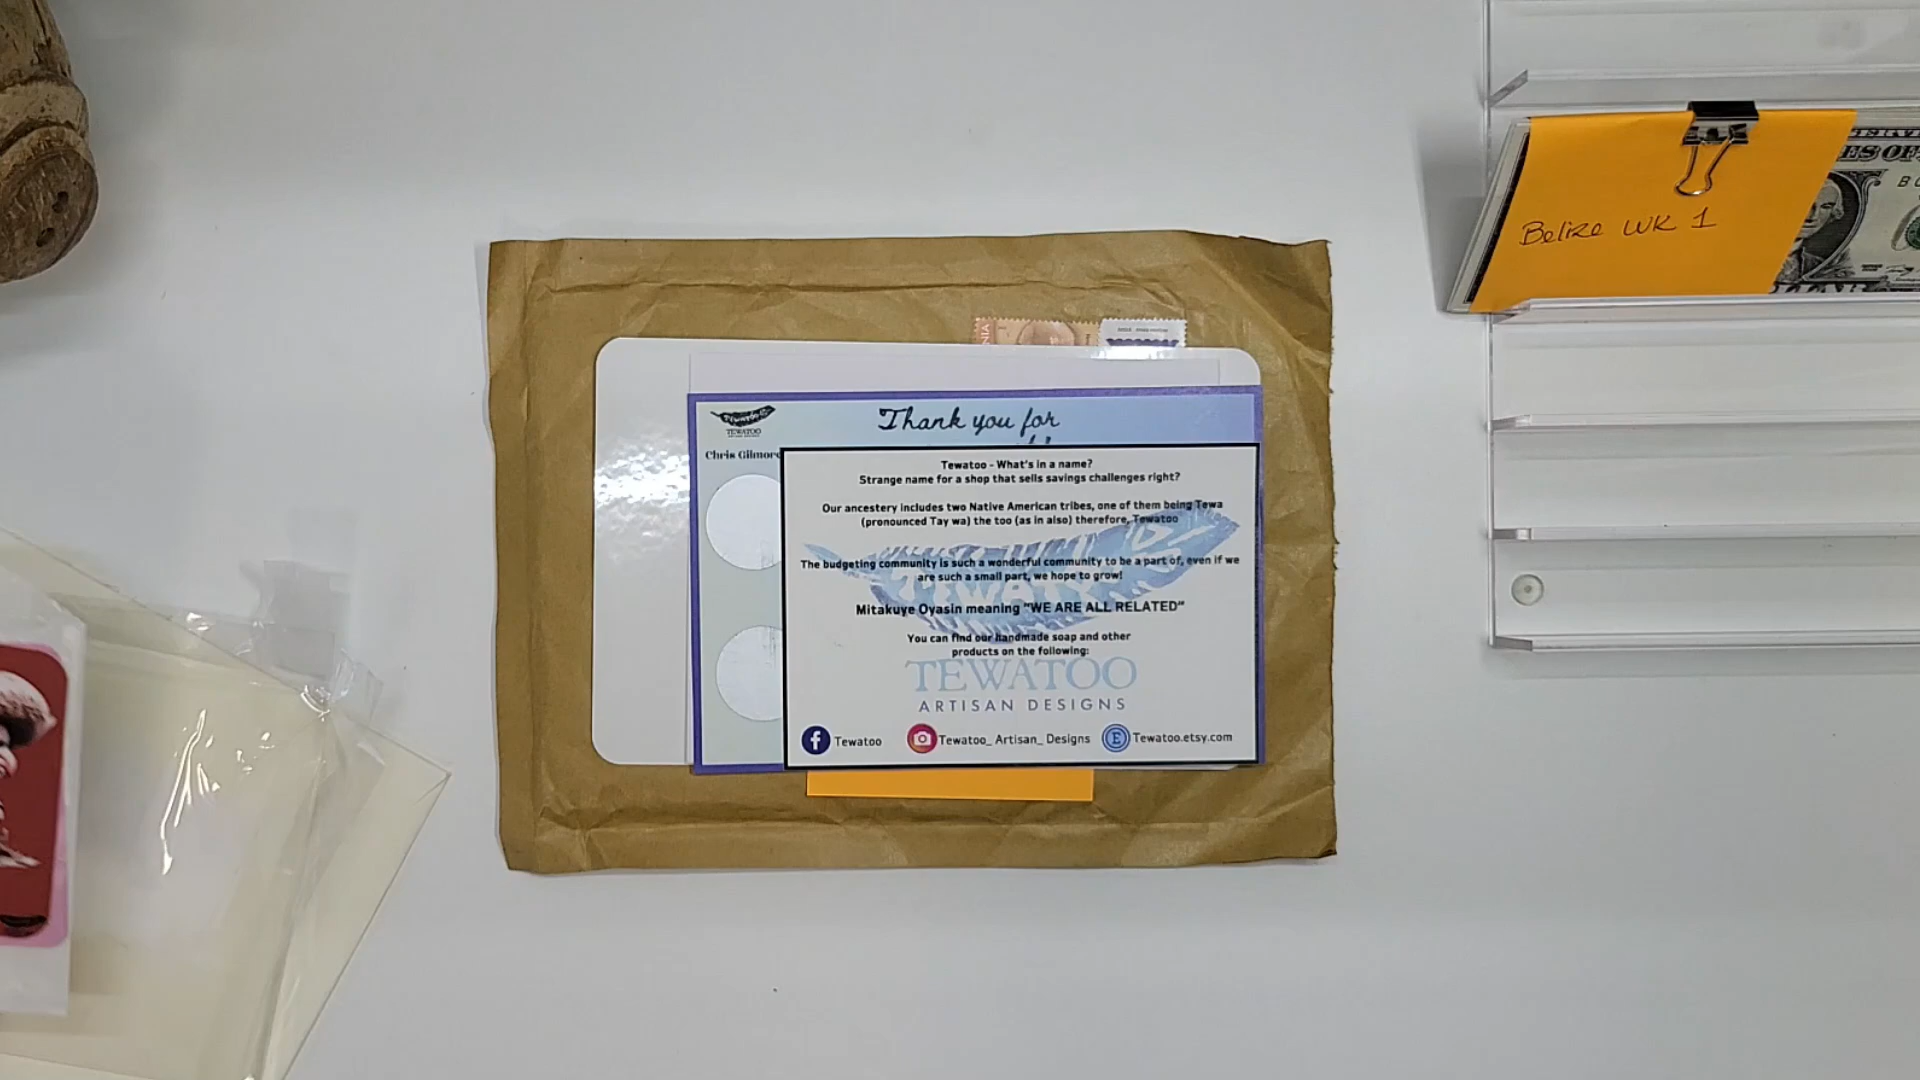 ES OF
Belize WK 1
NIA
TEWATOO
Thank you for
Chris Gilmore
Tewatoo - What's in a name?
Strange name for a shop that sells savings challenges right?
Our ancestery includes two Native American tribes, one of them being Tewa
(pronounced Tay wa) the too (as in also) therefore, Tewatoo
The budgeting community is such a wonderful community to be a part of, even if we
are such a small part, we hope to grow!
Mitakuye Oyasin meaning "WE ARE ALL RELATED"
You can find our handmade soap and other
products on the following:
TEWATOO
ARTISAN DESIGNS
Tewatoo
Tewatoo_ Artisan_ Designs
Tewatoo.etsy.com